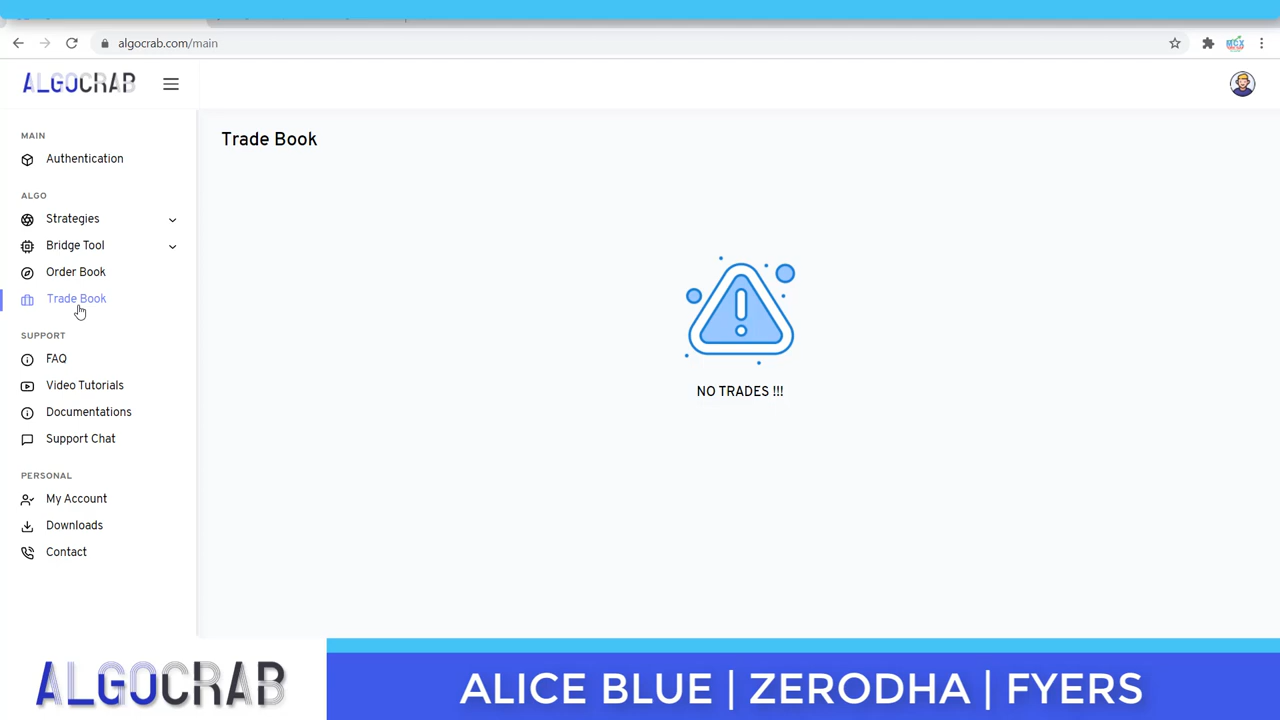 algocrab.com/main
MCX
ALGOCRAB
MAIN
Authentication
ALGO
Strategies
Bridge Tool
Order Book
Trade Book
SUPPORT
FAQ
Video Tutorials
Documentations
Support Chat
PERSONAL
My Account
Downloads
Contact
Trade Book
NO TRADES !!!
ALGOCRAB
ALICE BLUE | ZERODHA | FYERS